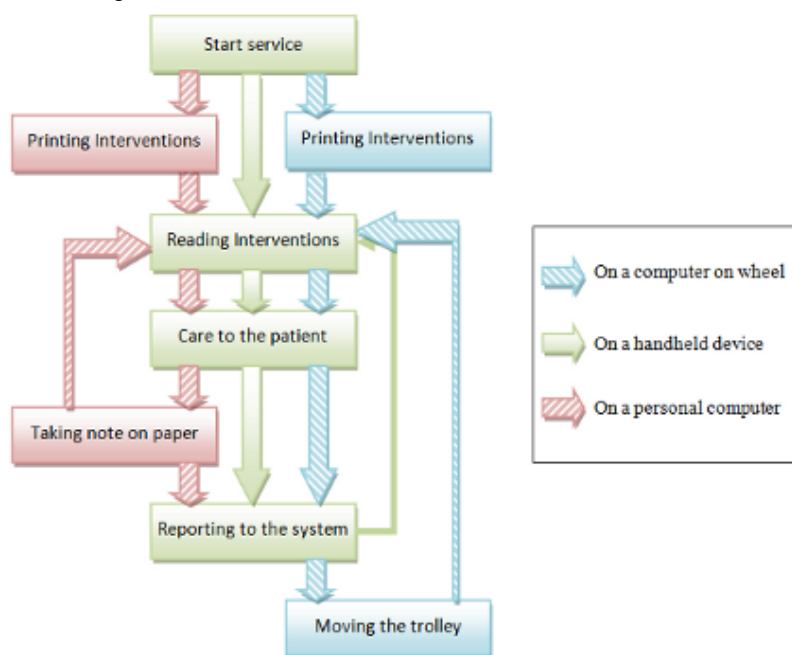 Start service
Printing Interventions
Printing Interventions
Reading Interventions
On a computer on wheel
Care to the patient
On a handheld device
On a personal computer
Taking note on paper
Reporting to the system
Moving the trolley